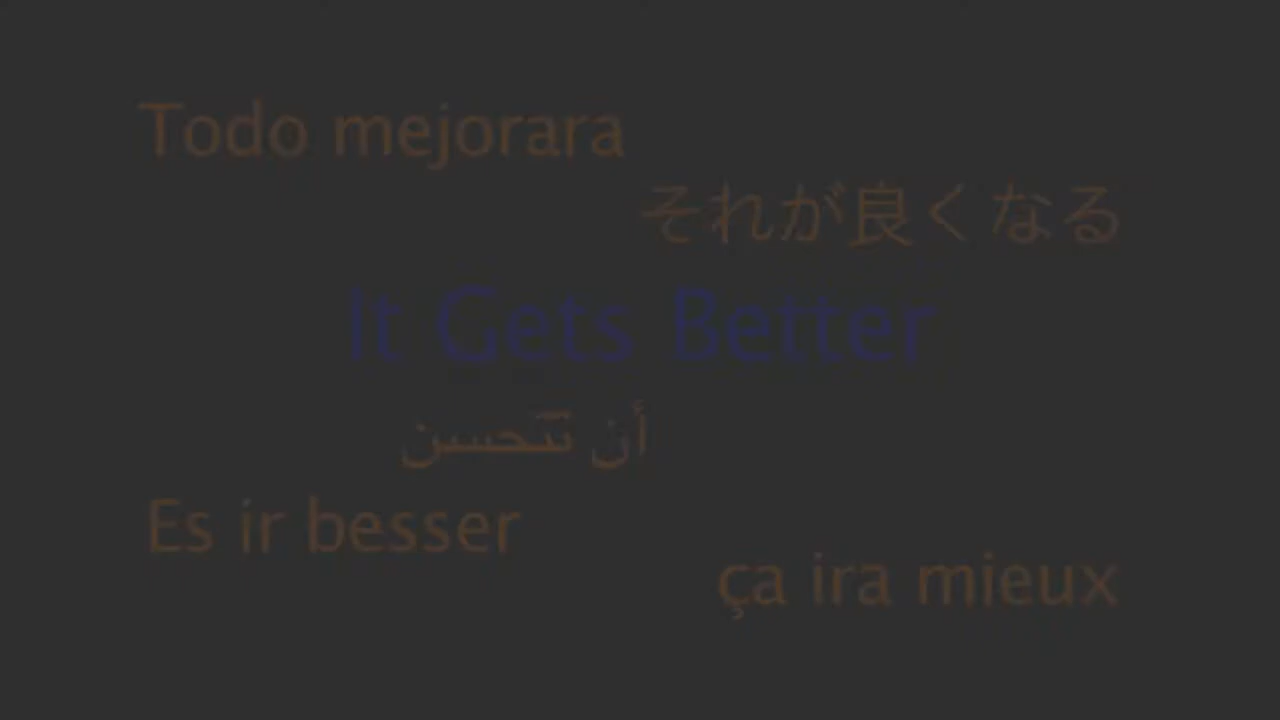 Todo mejorara
それが良くなる
It Gets Better
أن تتحسن
Es ir besser
ça ira mieux